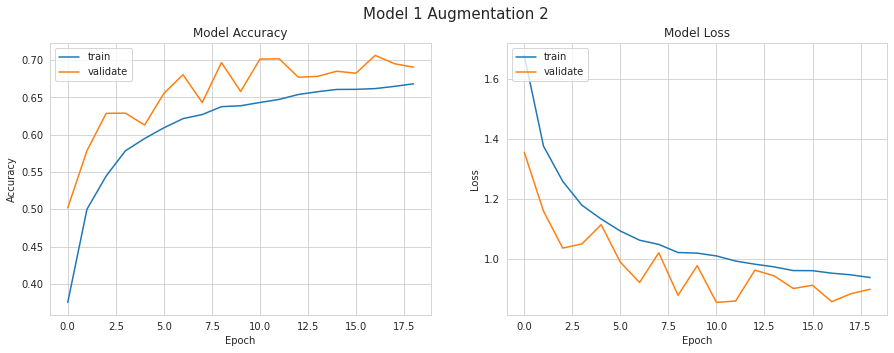 Model 1 Augmentation 2
Model Accuracy
train
validate
0.70
0.65
0.60
0.55
0.50
0.45
0.40
Accuracy
0.0 2.5 5.0 7.5 10.0 12.5 15.0 17.5
Epoch
Model Loss
train
validate
1.6
1.4
1.2
1.0
Loss
0.0 2.5 5.0 7.5 10.0 12.5 15.0 17.5
Epoch